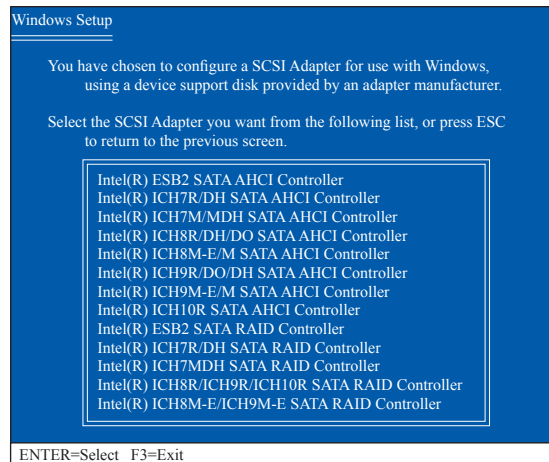 Windows Setup
You have chosen to configure a SCSI Adapter for use with Windows,
using a device support disk provided by an adapter manufacturer.
Select the SCSI Adapter you want from the following list, or press ESC
to return to the previous screen.
Intel(R) ESB2 SATA AHCI Controller
Intel(R) ICH7R/DH SATA AHCI Controller
Intel(R) ICH7M/MDH SATA AHCI Controller
Intel(R) ICH8R/DH/DO SATA AHCI Controller
Intel(R) ICH8M-E/M SATA AHCI Controller
Intel(R) ICH9R/DO/DH SATA AHCI Controller
Intel(R) ICH9M-E/M SATA AHCI Controller
Intel(R) ICH10R SATA AHCI Controller
Intel(R) ESB2 SATA RAID Controller
Intel(R) ICH7R/DH SATA RAID Controller
Intel(R) ICH7MDH SATA RAID Controller
Intel(R) ICH8R/ICH9R/ICH10R SATA RAID Controller
Intel(R) ICH8M-E/ICH9M-E SATA RAID Controller
ENTER=Select F3=Exit